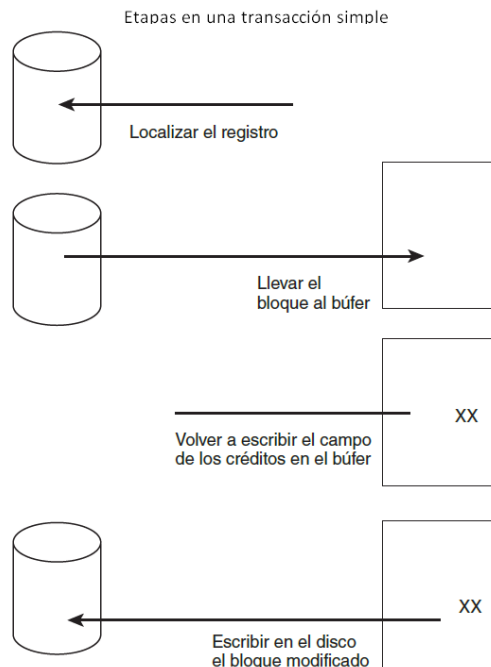 Etapas en una transacción simple
Localizar el registro
Llevar el
bloque al búfer
XX
Volver a escribir el campo
de los créditos en el búfer
XX
Escribir en el disco
el bloque modificado